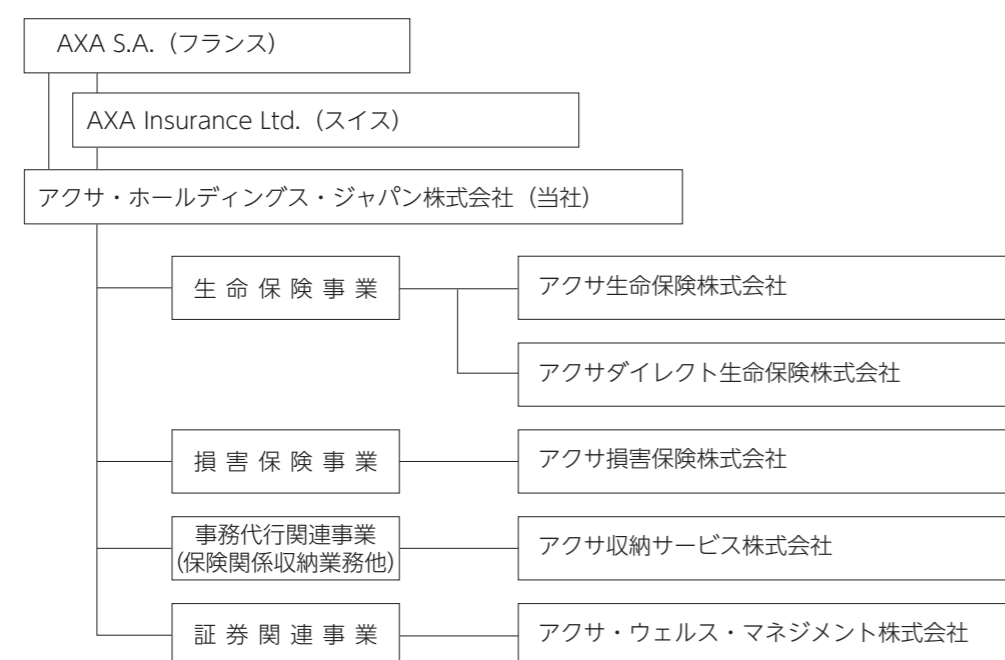 AXA S.A.（フランス）
AXA Insurance Ltd.（スイス）
アクサ・ホールディングス・ジャパン株式会社（当社）
生命保険事業
アクサ生命保険株式会社
アクサダイレクト生命保険株式会社
損害保険事業
アクサ損害保険株式会社
事務代行関連事業
(保険関係収納業務他)
アクサ収納サービス株式会社
証券関連事業
アクサ・ウェルス・マネジメント株式会社